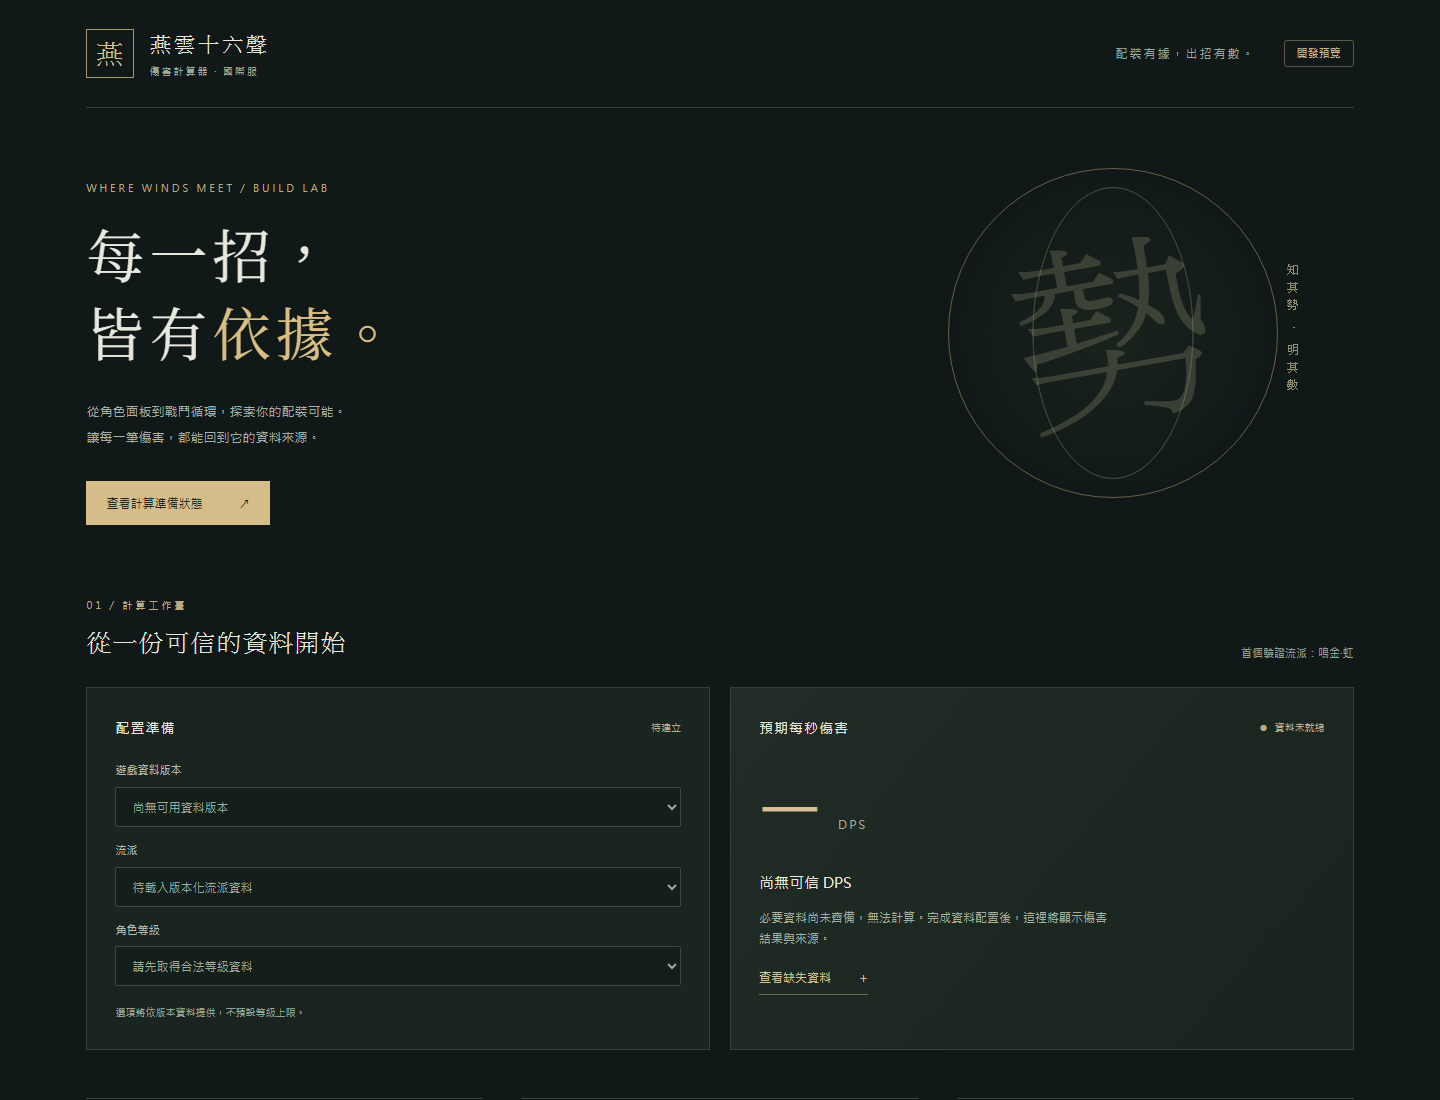 燕
燕雲十六聲
傷害計算器 · 國際服
配裝有據，出招有數。
開發預覽
WHERE WINDS MEET / BUILD LAB
每一招，
皆有依據。
從角色面板到戰鬥循環，探索你的配裝可能。
讓每一筆傷害，都能回到它的資料來源。
查看計算準備狀態 ↗
勢
知其勢 · 明其數
01 / 計算工作臺
從一份可信的資料開始
首個驗證流派：鳴金·虹
配置準備
待建立
遊戲資料版本
尚無可用資料版本
流派
待載入版本化流派資料
角色等級
請先取得合法等級資料
選項將依版本資料提供，不預設等級上限。
預期每秒傷害
資料未就緒
— DPS
尚無可信 DPS
必要資料尚未齊備，無法計算。完成資料配置後，這裡將顯示傷害
結果與來源。
查看缺失資料 +